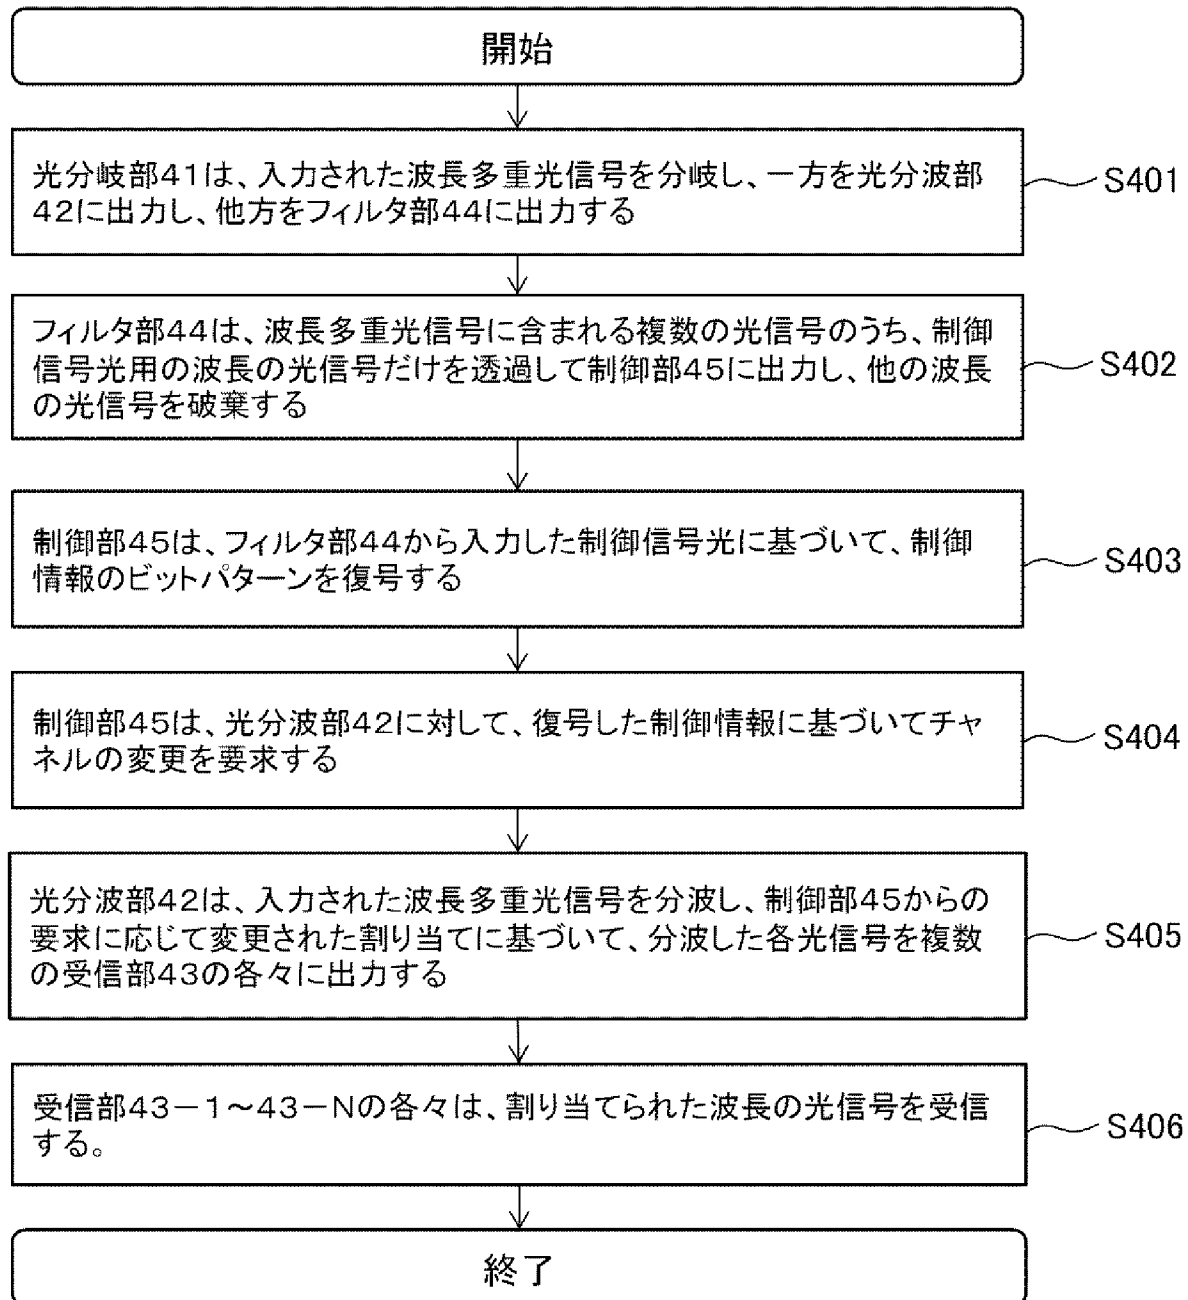 開始
光分岐部41は、入力された波長多重光信号を分岐し、一方を光分波部
42に出力し、他方をフィルタ部44に出力する
S401
フィルタ部44は、波長多重光信号に含まれる複数の光信号のうち、制御
信号光用の波長の光信号だけを透過して制御部45に出力し、他の波長
の光信号を破棄する
S402
制御部45は、フィルタ部44から入力した制御信号光に基づいて、制御
情報のビットパターンを復号する
S403
制御部45は、光分波部42に対して、復号した制御情報に基づいてチャ
ネルの変更を要求する
S404
光分波部42は、入力された波長多重光信号を分波し、制御部45からの
要求に応じて変更された割り当てに基づいて、分波した各光信号を複数
の受信部43の各々に出力する
S405
受信部43－1～43－Nの各々は、割り当てられた波長の光信号を受信
する。
S406
終了